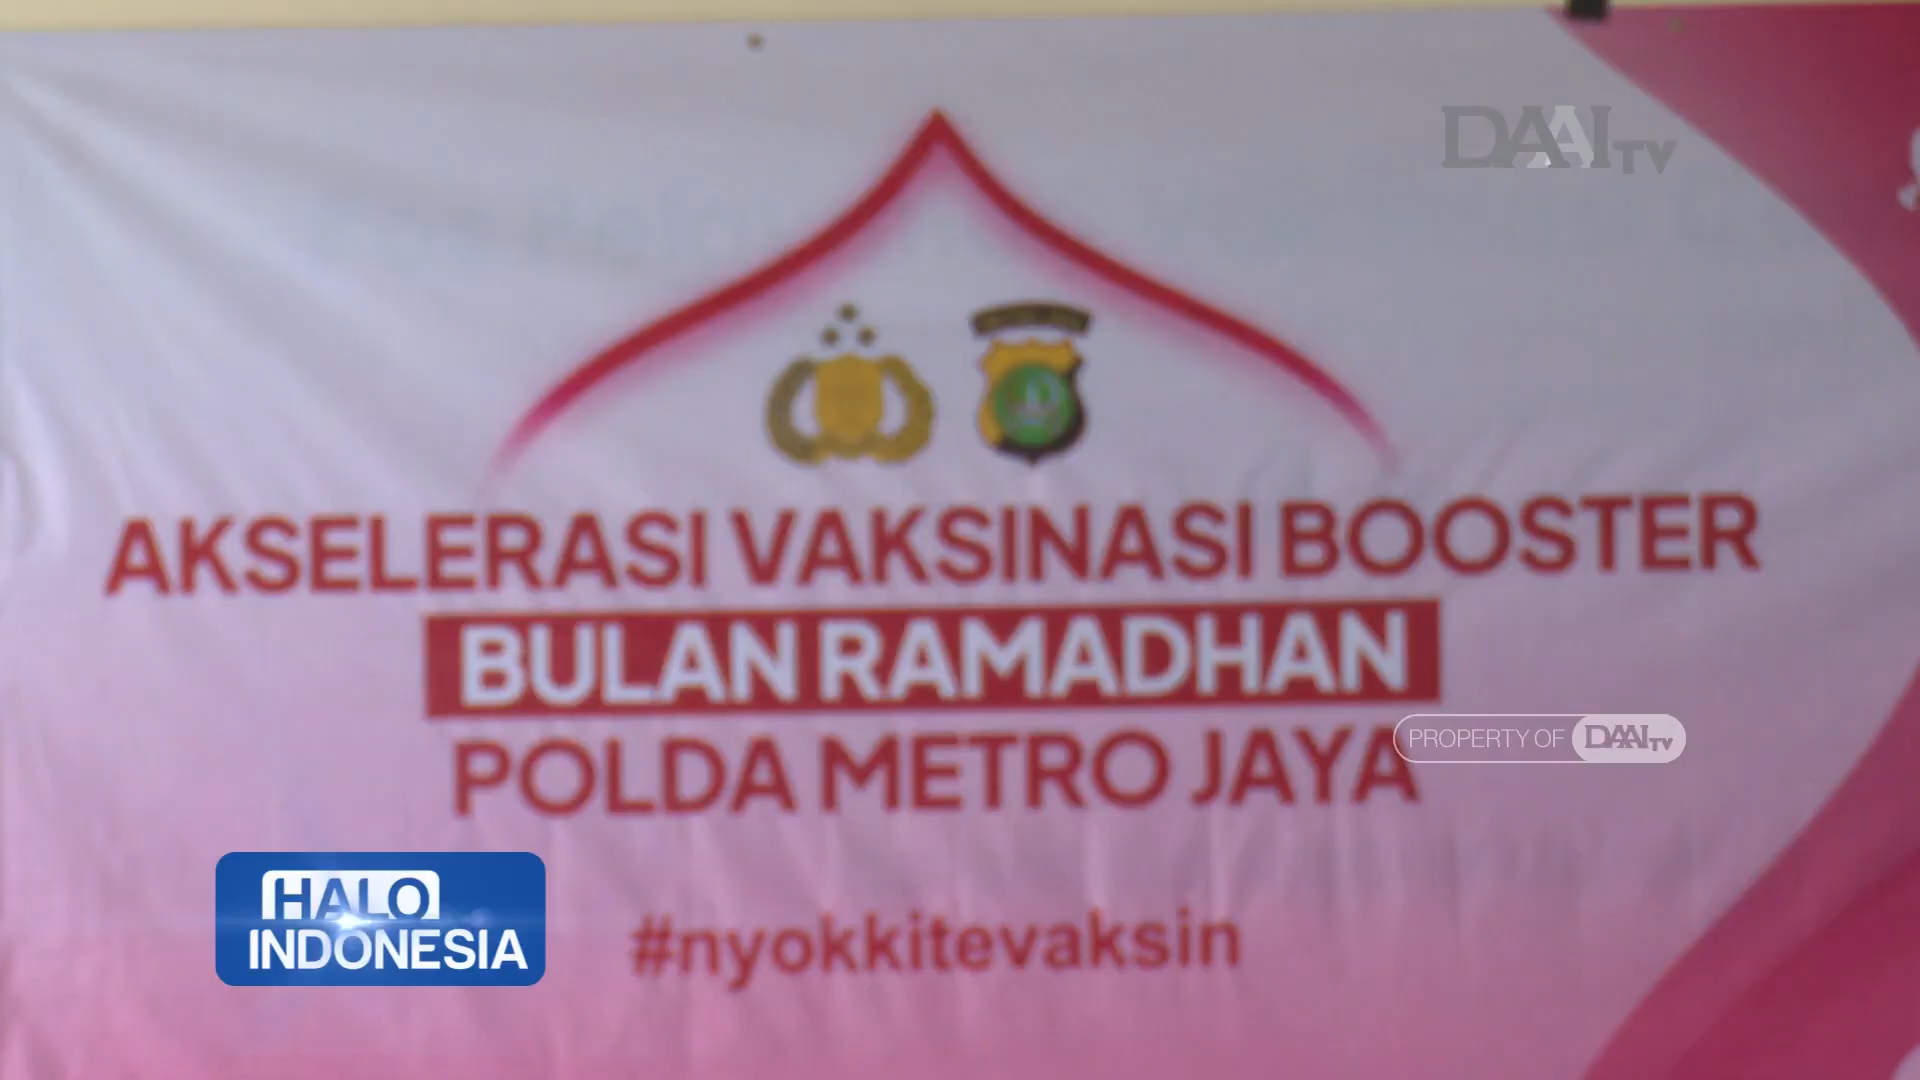 DAAI TV
AKSELERASI VAKSINASI BOOSTER
BULAN RAMADHAN
POLDA METRO JAYA
PROPERTY OF DAAI TV
HALO
INDONESIA
#nyokkitevaksin